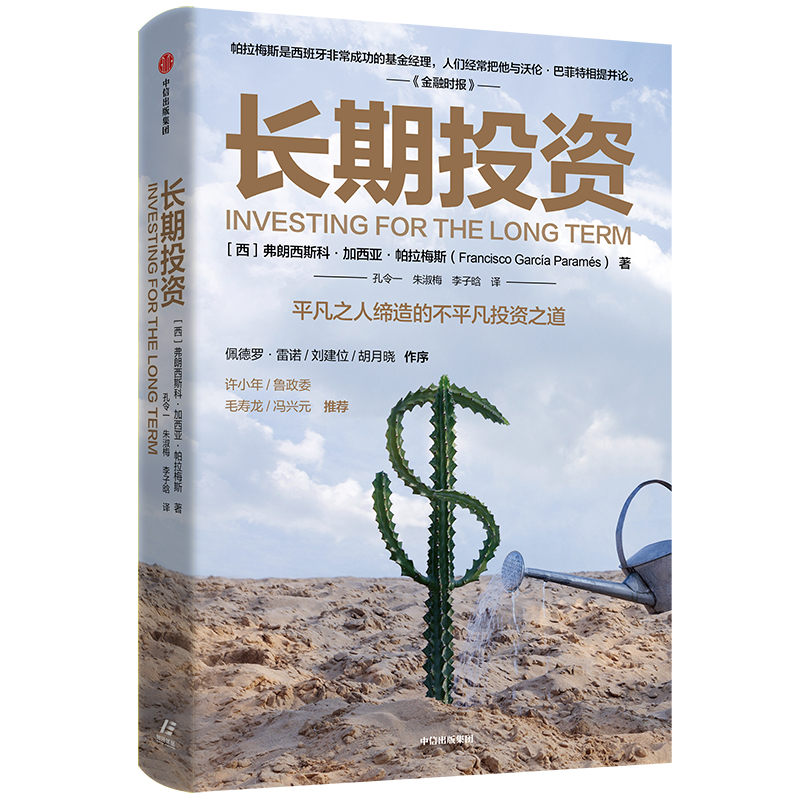 帕拉梅斯是西班牙非常成功的基金经理，人们经常把他与沃伦·巴菲特相提并论。
——《金融时报》——
长期投资
INVESTING FOR THE LONG TERM
［西］弗朗西斯科·加西亚·帕拉梅斯（Francisco García Paramés）著
孔令一 朱淑梅 李子晗 译
平凡之人缔造的不平凡投资之道
佩德罗·雷诺/刘建位/胡月晓 作序
许小年/鲁政委
毛寿龙/冯兴元 推荐
中信出版集团
中信出版集团
长期投资
INVESTING FOR THE LONG TERM
［西］弗朗西斯科·加西亚·帕拉梅斯 著
孔令一 朱淑梅 李子晗 译